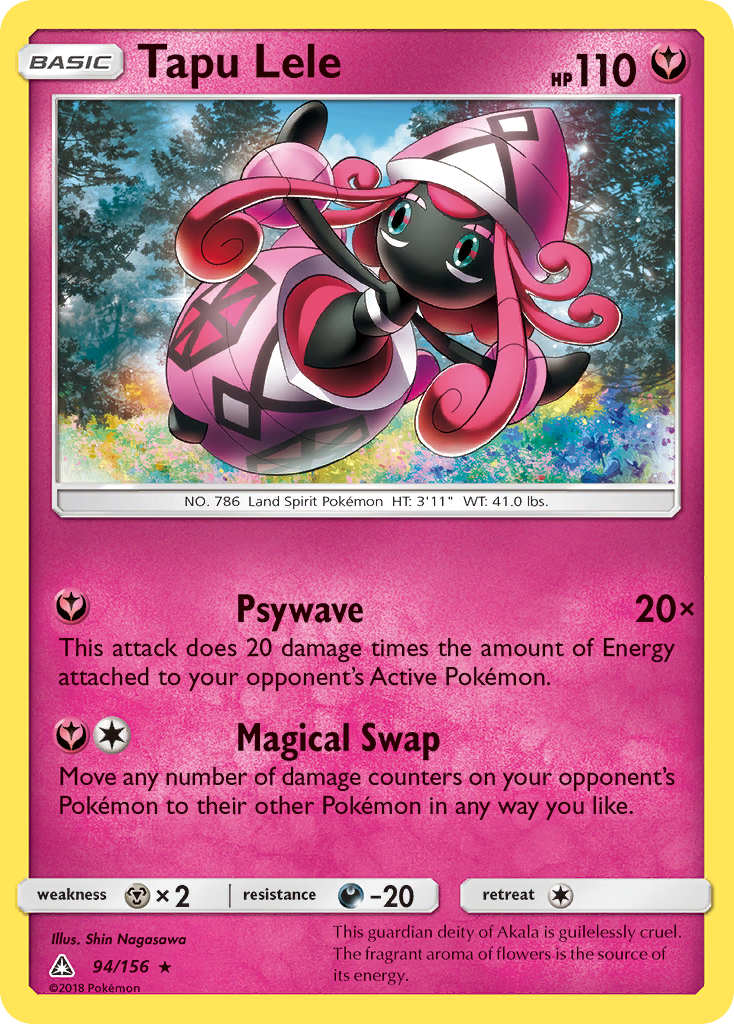 BASIC Tapu Lele HP110
NO. 786 Land Spirit Pokémon HT: 3'11" WT: 41.0 lbs.
Psywave 20×
This attack does 20 damage times the amount of Energy
attached to your opponent's Active Pokémon.
Magical Swap
Move any number of damage counters on your opponent's
Pokémon to their other Pokémon in any way you like.
weakness × 2 resistance –20 retreat
Illus. Shin Nagasawa
94/156 ★
©2018 Pokémon
This guardian deity of Akala is guilelessly cruel.
The fragrant aroma of flowers is the source of
its energy.